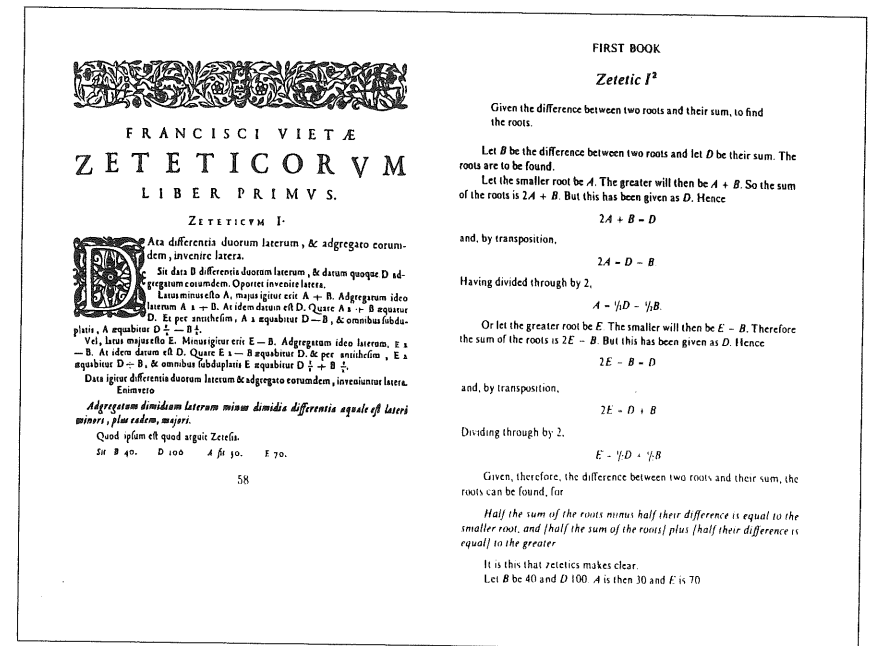 FRANCISCI VIETÆ
ZETETICORVM
LIBER PRIMVS.
ZETETICVM I.
DAta differentia duorum laterum, & adgregato eorum-
dem, invenire latera.
Sit data B differentia duorum laterum, & datum quoque D ad-
gregatum eorumdem. Oportet invenire latera.
Latus minus esto A, majus igitur erit A + B. Adgregatum ideo
laterum A 2 + B. At idem datum est D. Quare A 2 + B æquatur
D. Et per antithesim, A 2 æquabitur D — B, & omnibus subdu-
platis, A æquabitur D ½ — B ½.
Vel, latus majus esto E. Minus igitur erit E — B. Adgregatum ideo laterum, E 2
— B. At idem datum est D. Quare E 2 — B æquabitur D. & per antithesim, E 2
æquabitur D + B, & omnibus subduplatis E æquabitur D ½ + B ½.
Data igitur differentia duorum laterum & adgregato eorumdem, inveniuntur latera.
Enimvero
Adgregatum dimidium laterum minus dimidia differentia æquale est lateri
minori, plus eadem, majori.
Quod ipsum est quod arguit Zetesis.
Sit B 40. D 100 A fit 30. E 70.
58
FIRST BOOK
Zetetic I²
Given the difference between two roots and their sum, to find
the roots.
Let B be the difference between two roots and let D be their sum. The
roots are to be found.
Let the smaller root be A. The greater will then be A + B. So the sum
of the roots is 2A + B. But this has been given as D. Hence
2A + B = D
and, by transposition,
2A = D − B
Having divided through by 2,
A = ½D − ½B.
Or let the greater root be E. The smaller will then be E − B. Therefore
the sum of the roots is 2E − B. But this has been given as D. Hence
2E − B = D
and, by transposition,
2E = D + B
Dividing through by 2,
E = ½D + ½B
Given, therefore, the difference between two roots and their sum, the
roots can be found, for
Half the sum of the roots minus half their difference is equal to the
smaller root, and [half the sum of the roots] plus [half their difference is
equal] to the greater
It is this that zetetics makes clear.
Let B be 40 and D 100. A is then 30 and E is 70